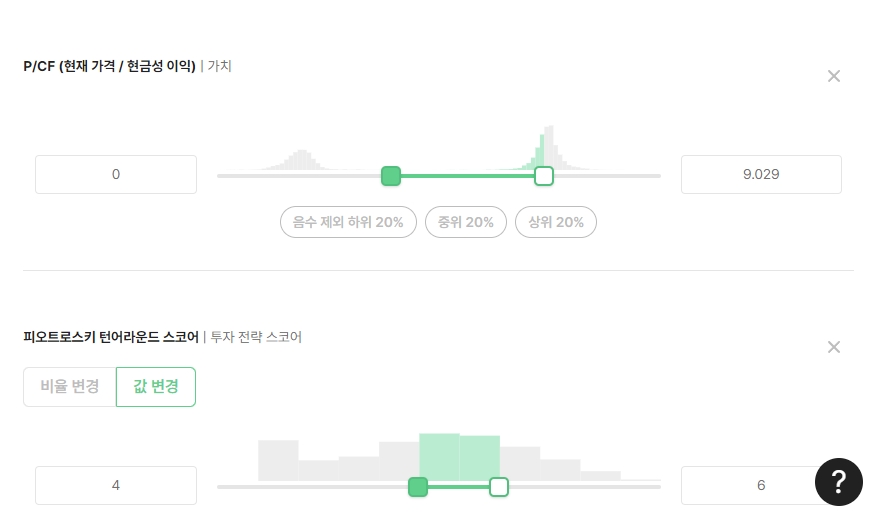 P/CF (현재 가격 / 현금성 이익) | 가치
0
9.029
음수 제외 하위 20%
중위 20%
상위 20%
피오트로스키 턴어라운드 스코어 | 투자 전략 스코어
비율 변경
값 변경
4
6
?